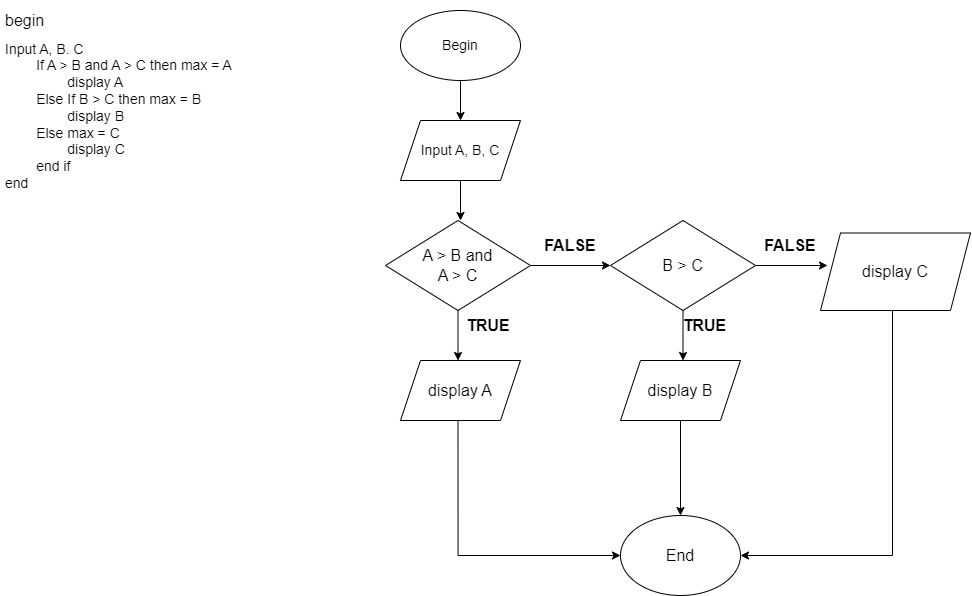 begin
Input A, B. C
If A > B and A > C then max = A
display A
Else If B > C then max = B
display B
Else max = C
display C
end if
end
Begin
Input A, B, C
A > B and
A > C
FALSE
B > C
FALSE
display C
TRUE
TRUE
display A
display B
End